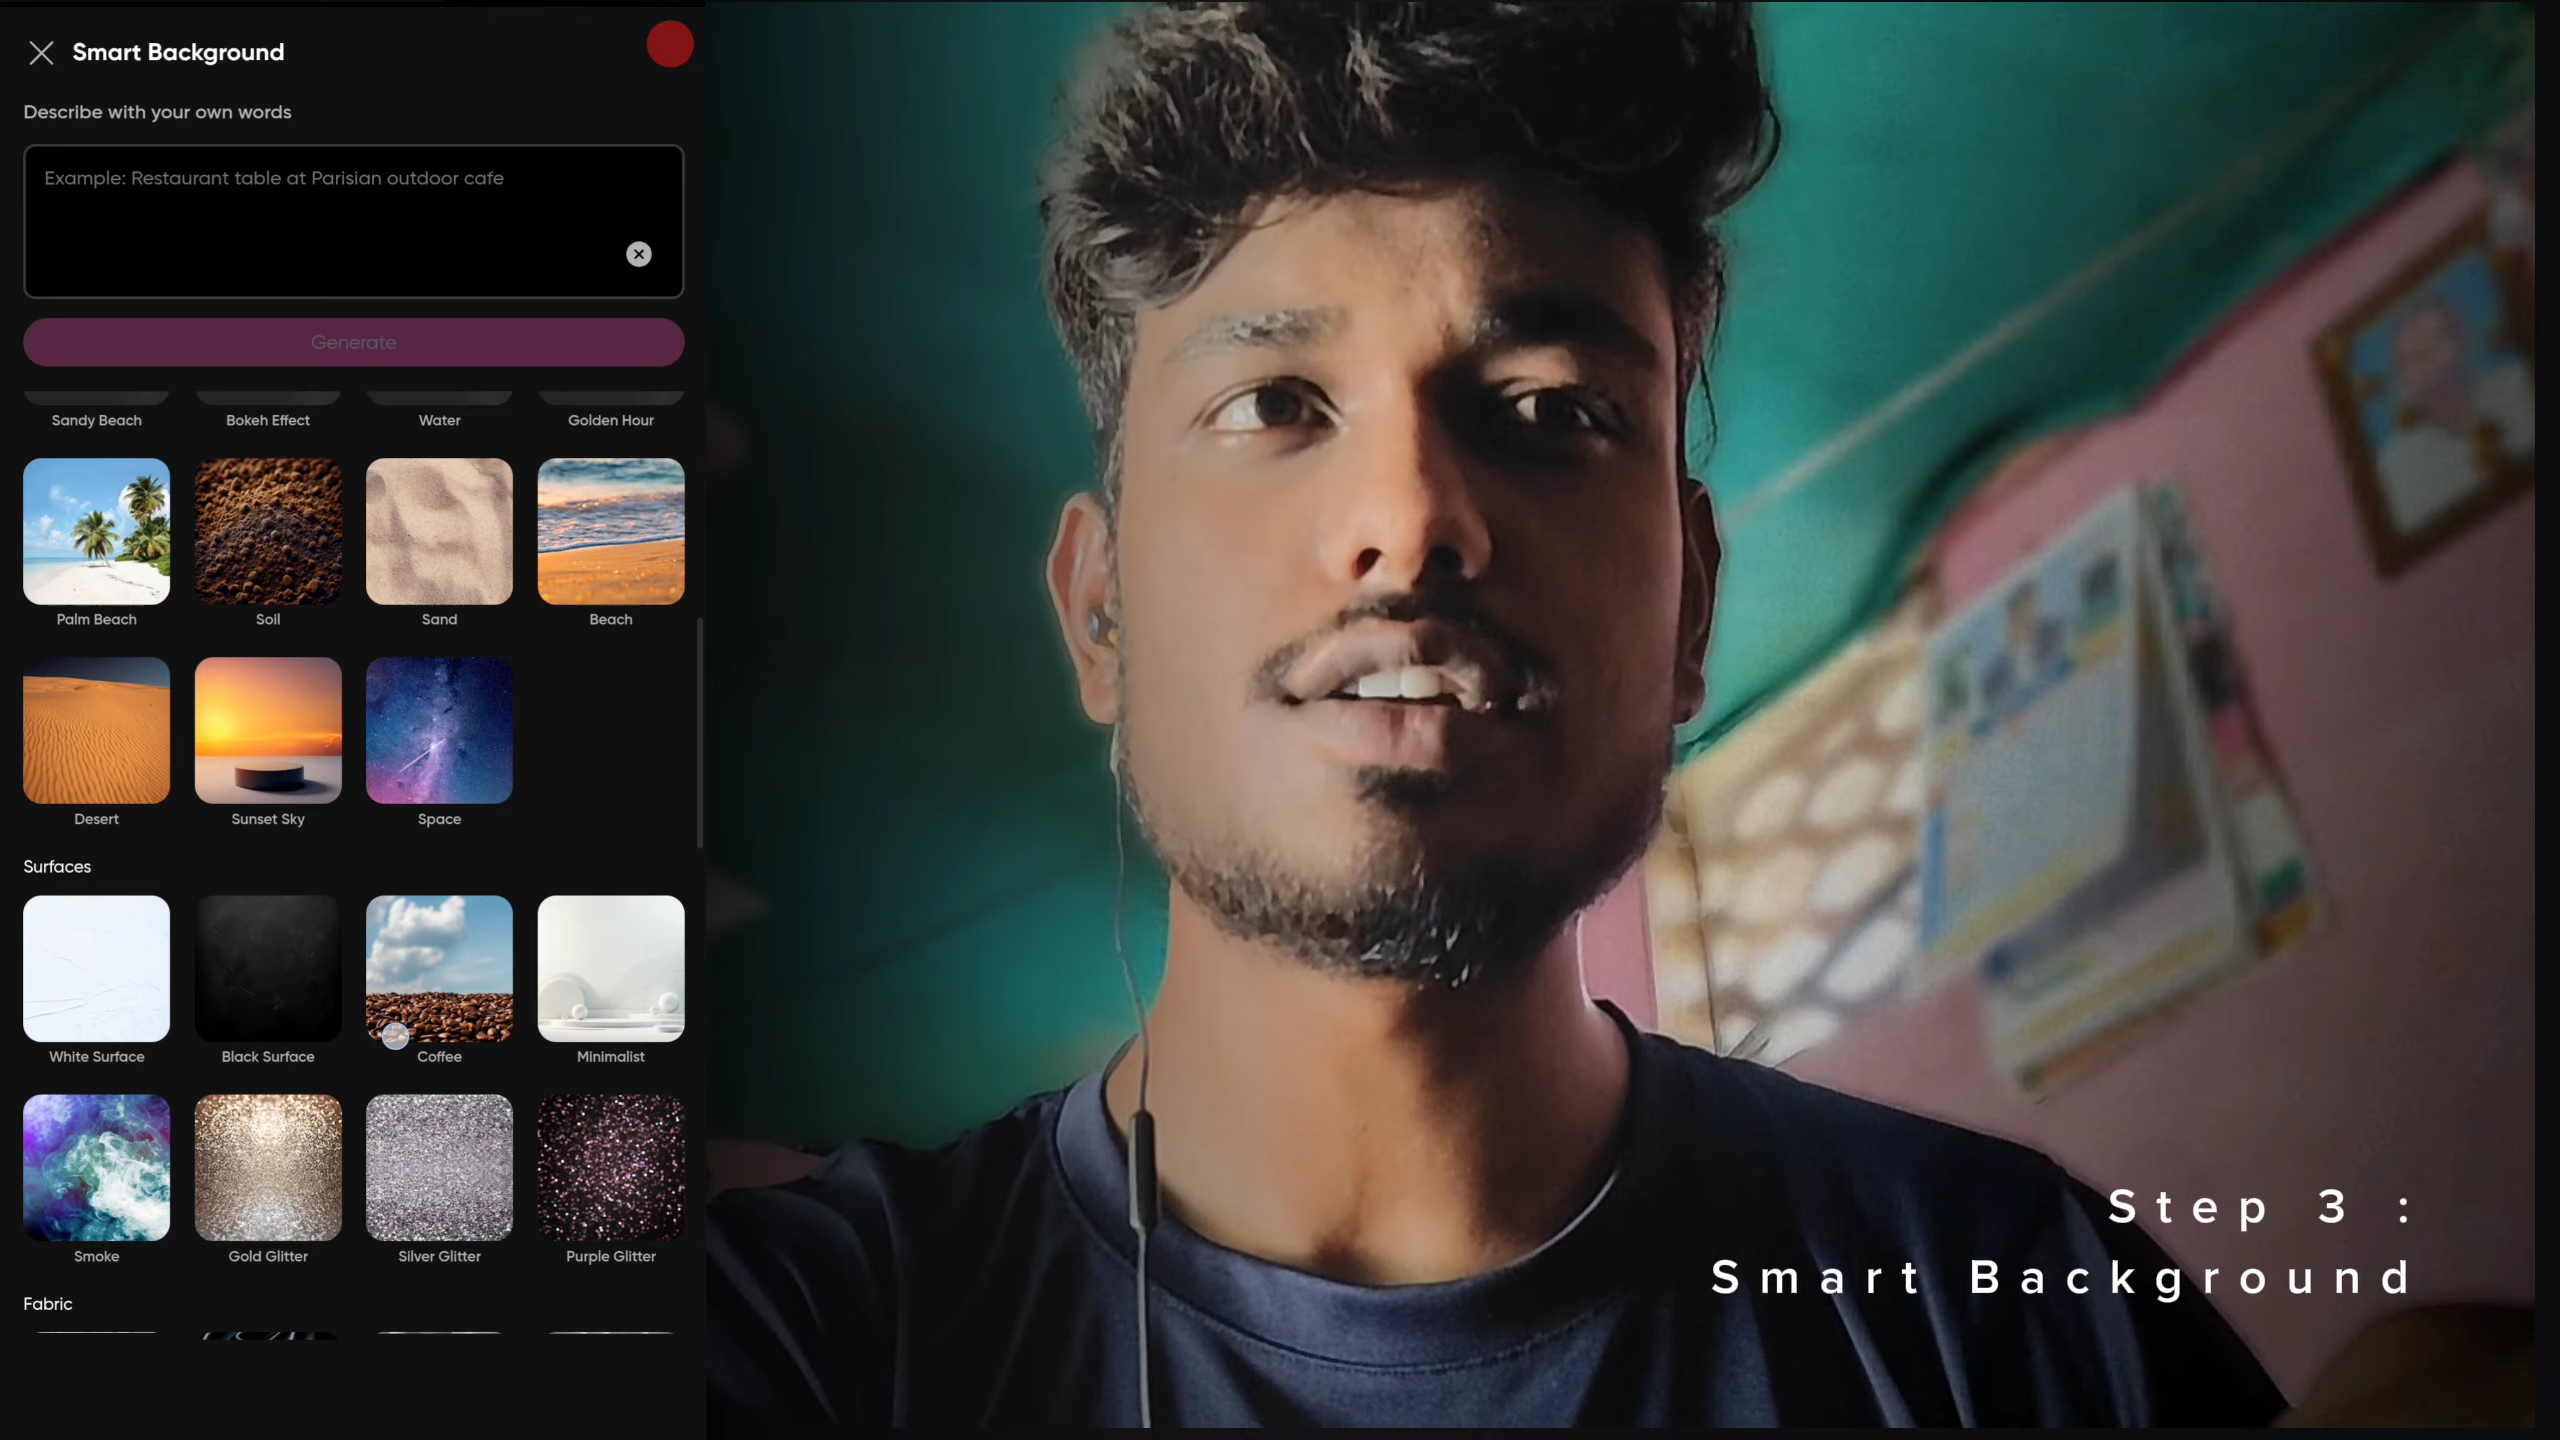 Smart Background
Describe with your own words
Example: Restaurant table at Parisian outdoor cafe
Generate
Sandy Beach
Bokeh Effect
Water
Golden Hour
Palm Beach
Soil
Sand
Beach
Desert
Sunset Sky
Space
Surfaces
White Surface
Black Surface
Coffee
Minimalist
Smoke
Gold Glitter
Silver Glitter
Purple Glitter
Fabric
Step 3 :
Smart Background